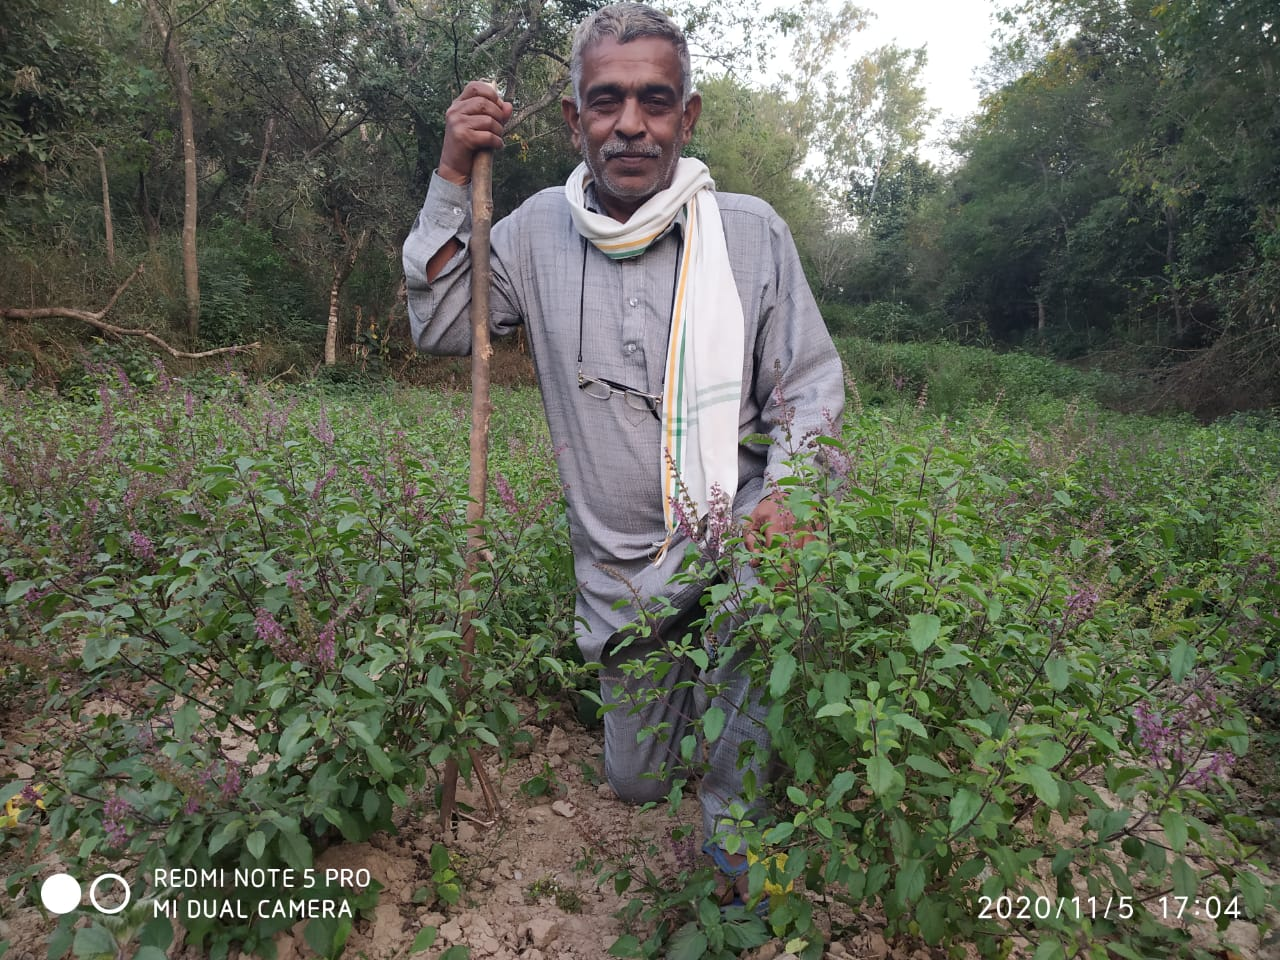 REDMI NOTE 5 PRO
MI DUAL CAMERA
2020/11/5 17:04